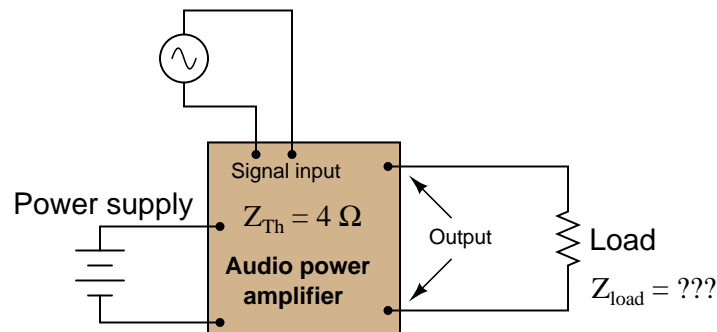 Signal input
Power supply
Z_Th = 4 Ω
Audio power
amplifier
Output
Load
Z_load = ???